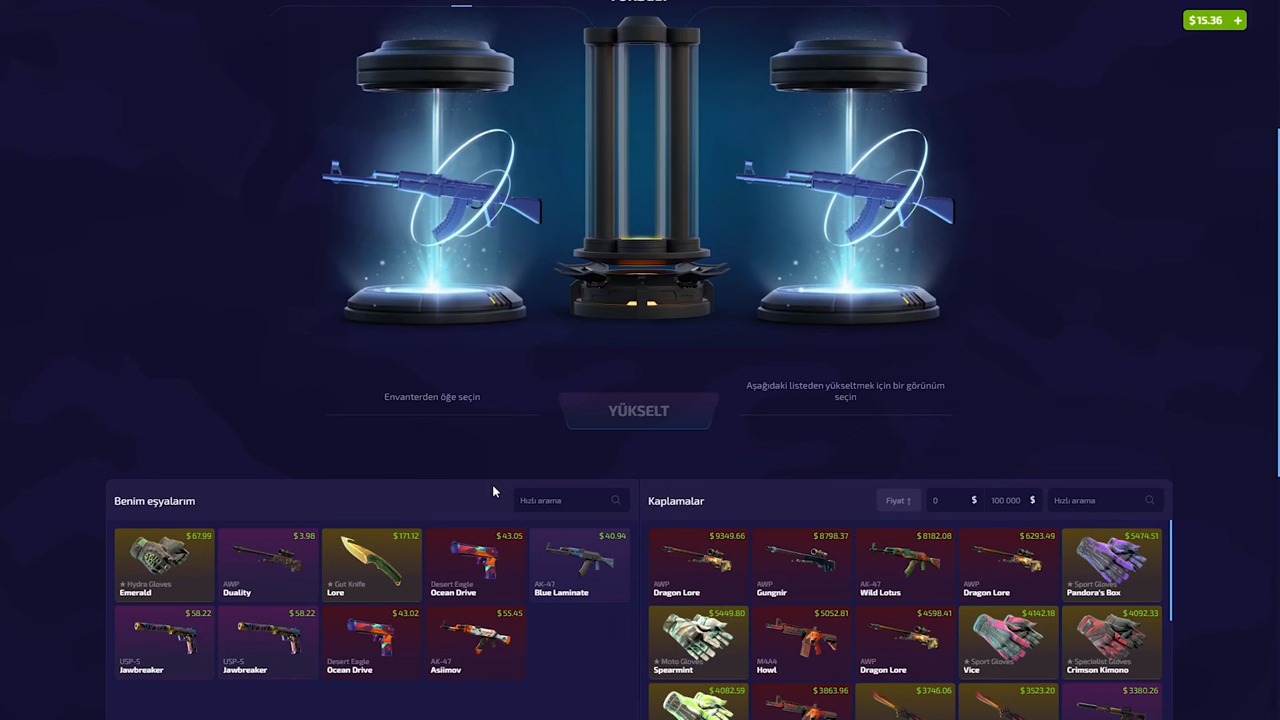 YÜKSELT
$15.36 +
Envanterden öğe seçin
YÜKSELT
Aşağıdaki listeden yükseltmek için bir görünüm
seçin
Benim eşyalarım
Hızlı arama
Kaplamalar
Fiyat ↑
0 $
100 000 $
Hızlı arama
$ 67.99
★ Hydra Gloves
Emerald
$ 3.98
AWP
Duality
$ 171.12
★ Gut Knife
Lore
$ 43.05
Desert Eagle
Ocean Drive
$ 40.94
AK-47
Blue Laminate
$ 58.22
USP-S
Jawbreaker
$ 58.22
USP-S
Jawbreaker
$ 43.02
Desert Eagle
Ocean Drive
$ 55.45
AK-47
Asiimov
$ 9349.66
AWP
Dragon Lore
$ 8798.37
AWP
Gungnir
$ 8182.08
AK-47
Wild Lotus
$ 6293.49
AWP
Dragon Lore
$ 5474.51
★ Sport Gloves
Pandora's Box
$ 5449.80
★ Moto Gloves
Spearmint
$ 5052.81
M4A4
Howl
$ 4598.41
AWP
Dragon Lore
$ 4142.18
★ Sport Gloves
Vice
$ 4092.33
★ Specialist Gloves
Crimson Kimono
$ 4082.59
$ 3863.96
$ 3746.06
$ 3523.20
$ 3380.26